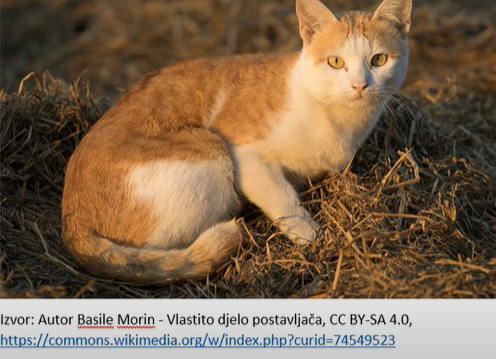 Izvor: Autor Basile Morin - Vlastito djelo postavljača, CC BY-SA 4.0,
https://commons.wikimedia.org/w/index.php?curid=74549523